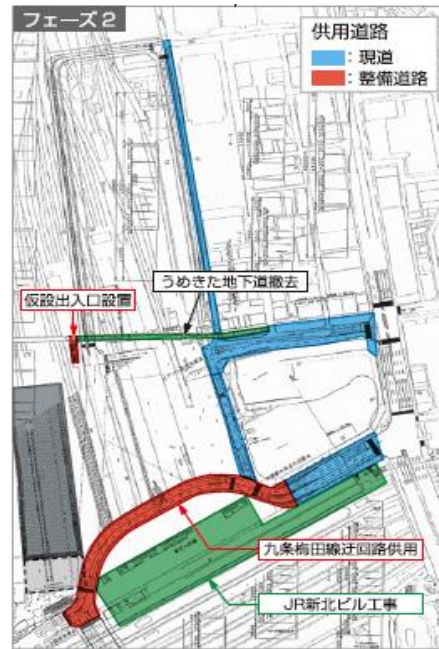 フェーズ2
供用道路
：現道
：整備道路
うめきた地下道撤去
仮設出入口設置
九条梅田線迂回路供用
JR新北ビル工事